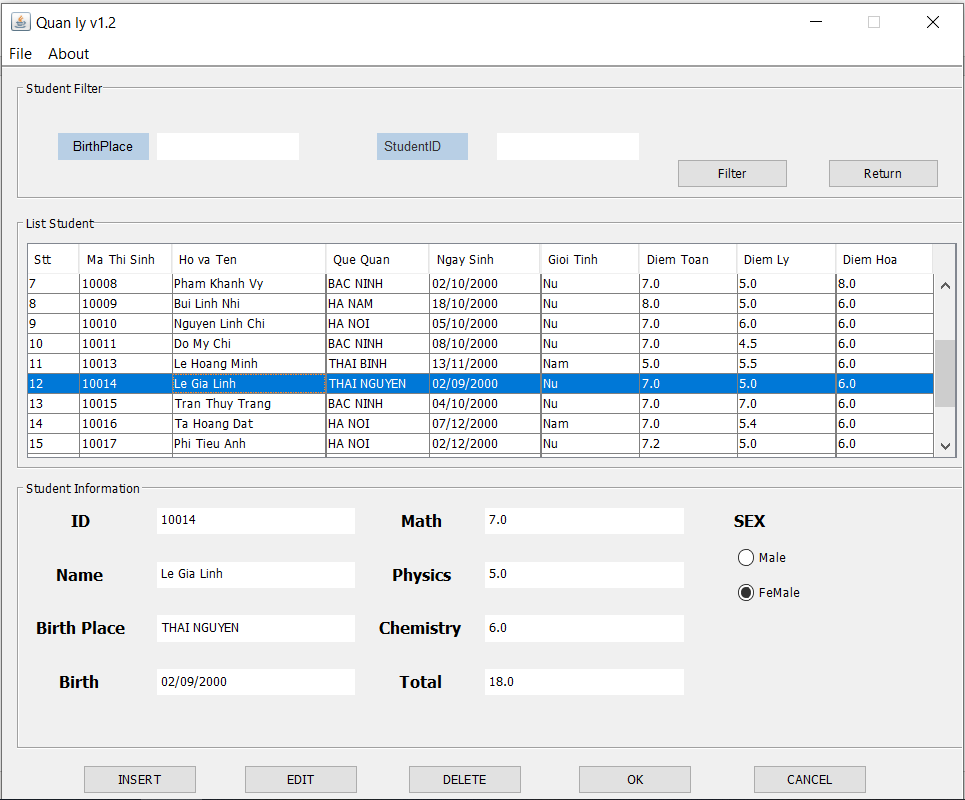 Quan ly v1.2
File About
Student Filter
BirthPlace StudentID
Filter Return
List Student
Stt Ma Thi Sinh Ho va Ten Que Quan Ngay Sinh Gioi Tinh Diem Toan Diem Ly Diem Hoa
7 10008 Pham Khanh Vy BAC NINH 02/10/2000 Nu 7.0 5.0 8.0
8 10009 Bui Linh Nhi HA NAM 18/10/2000 Nu 8.0 5.0 6.0
9 10010 Nguyen Linh Chi HA NOI 05/10/2000 Nu 7.0 6.0 6.0
10 10011 Do My Chi BAC NINH 08/10/2000 Nu 7.0 4.5 6.0
11 10013 Le Hoang Minh THAI BINH 13/11/2000 Nam 5.0 5.5 6.0
12 10014 Le Gia Linh THAI NGUYEN 02/09/2000 Nu 7.0 5.0 6.0
13 10015 Tran Thuy Trang BAC NINH 04/10/2000 Nu 7.0 7.0 6.0
14 10016 Ta Hoang Dat HA NOI 07/12/2000 Nam 7.0 5.4 6.0
15 10017 Phi Tieu Anh HA NOI 02/12/2000 Nu 7.2 5.0 6.0
Student Information
ID 10014 Math 7.0 SEX
Male
Name Le Gia Linh Physics 5.0
FeMale
Birth Place THAI NGUYEN Chemistry 6.0
Birth 02/09/2000 Total 18.0
INSERT EDIT DELETE OK CANCEL